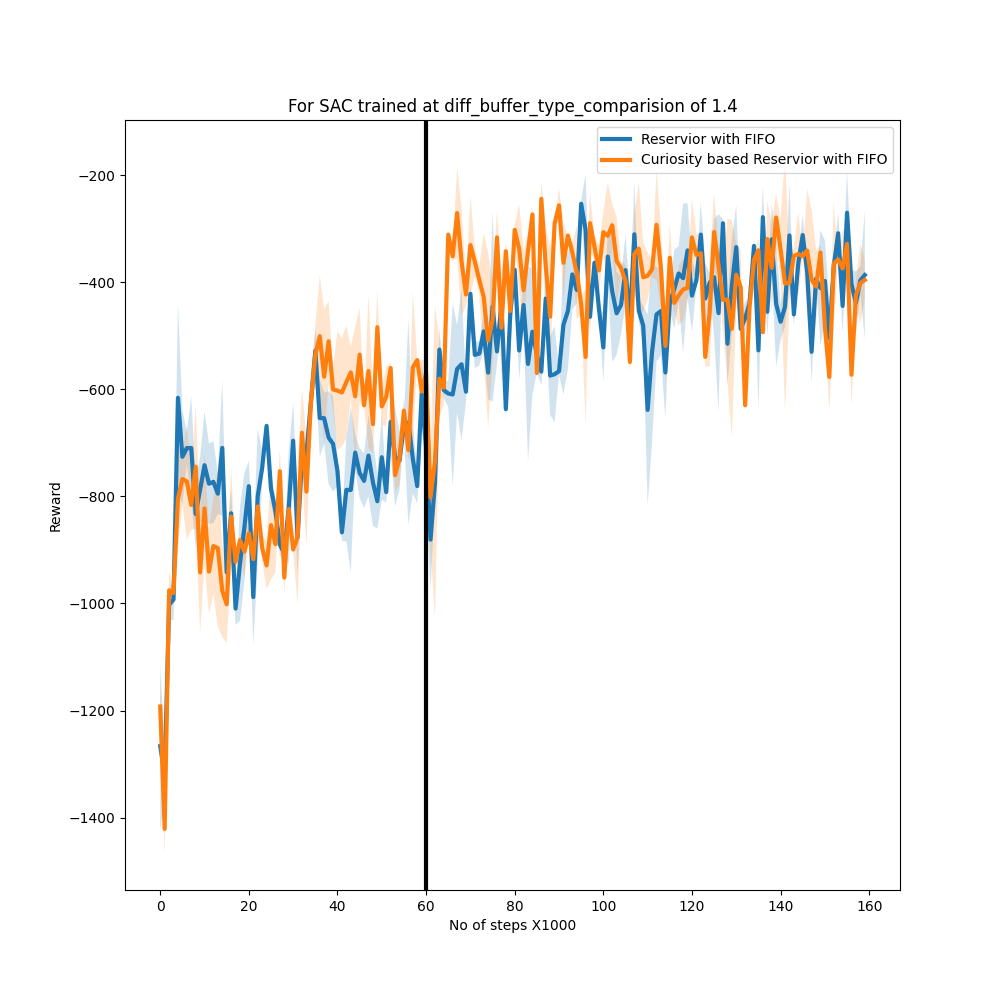 For SAC trained at diff_buffer_type_comparision of 1.4
Reservior with FIFO
Curiosity based Reservior with FIFO
−200
−400
−600
−800
−1000
−1200
−1400
Reward
0 20 40 60 80 100 120 140 160
No of steps X1000